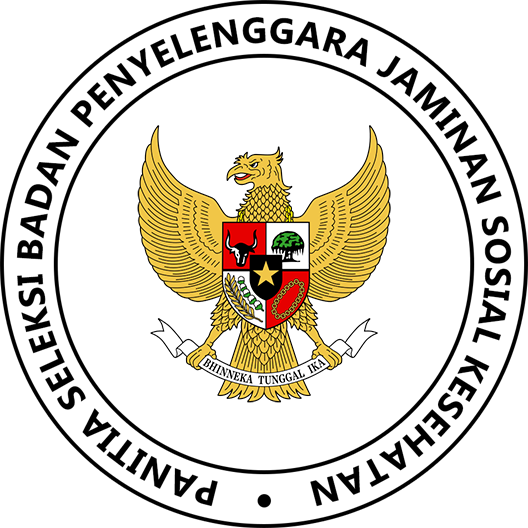 PANITIA SELEKSI BADAN PENYELENGGARA JAMINAN SOSIAL KESEHATAN
BHINNEKA TUNGGAL IKA